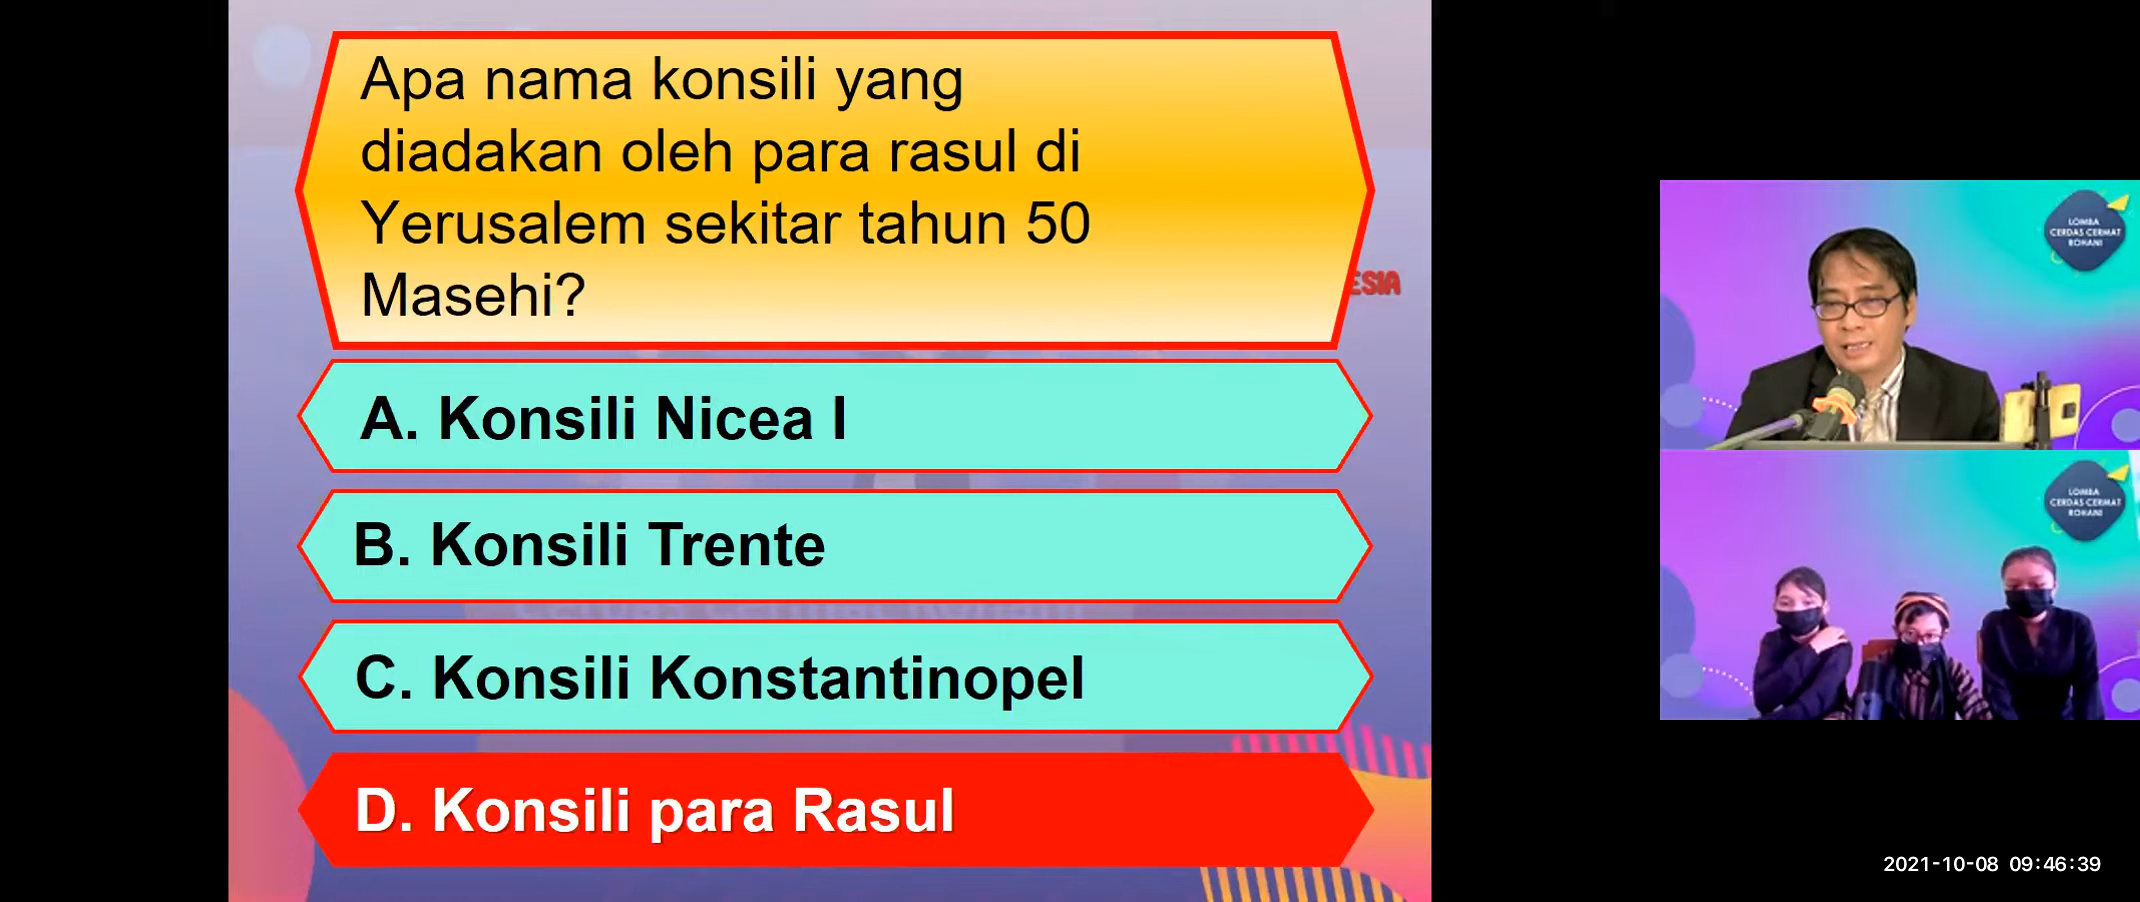 Apa nama konsili yang
diadakan oleh para rasul di
Yerusalem sekitar tahun 50
Masehi?
ESIA
A. Konsili Nicea I
B. Konsili Trente
C. Konsili Konstantinopel
D. Konsili para Rasul
LOMBA
CERDAS CERMAT
ROHANI
LOMBA
CERDAS CERMAT
ROHANI
2021-10-08 09:46:39